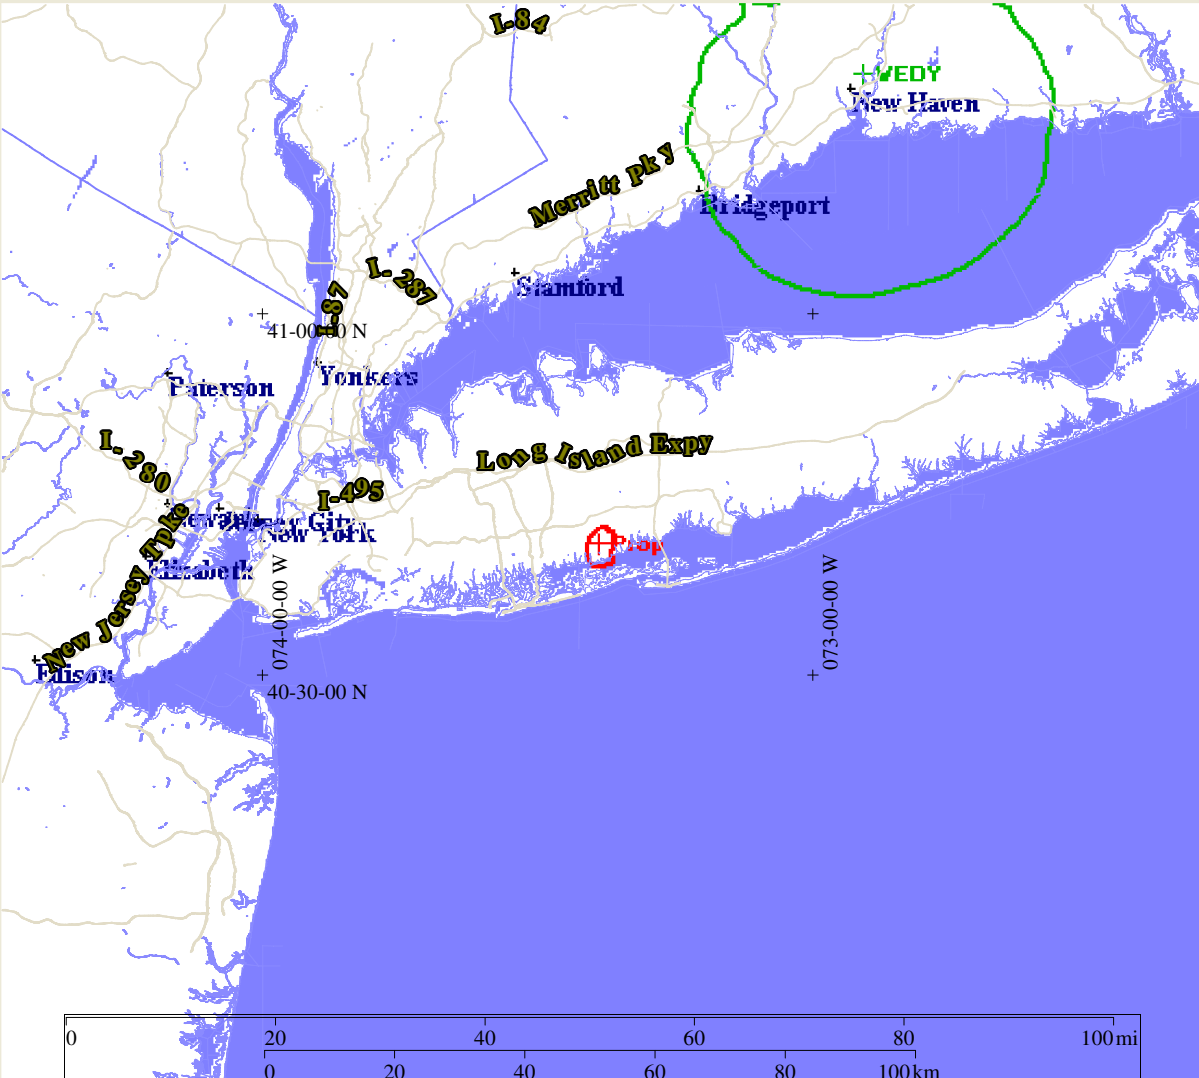 I-84
WEDY
New Haven
Merritt pky
Bridgeport
I-287
Stamford
I-87
41-00-00 N
Yonkers
Paterson
Long Island Expy
I-280
I-495
New York
Prop
Elizabeth
New Jersey Tpke
074-00-00 W
073-00-00 W
Edison
40-30-00 N
0 20 40 60 80 100mi
0 20 40 60 80 100km